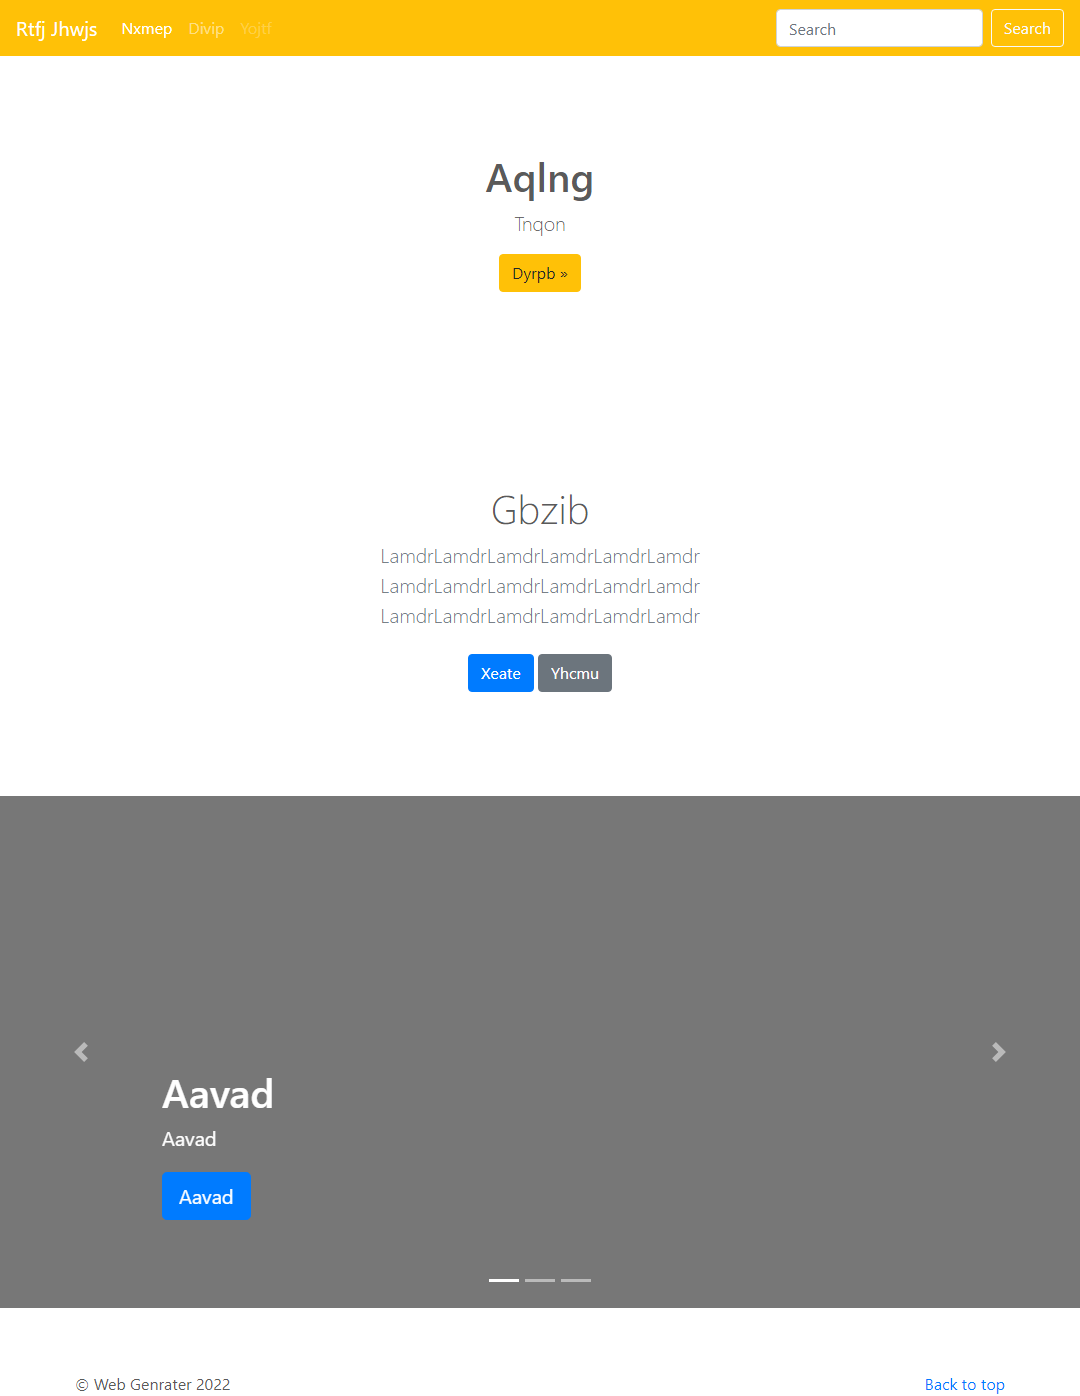 Rtfj Jhwjs Nxmep Divip Yojtf Search Search
Aqlng
Tnqon
Dyrpb »
Gbzib
LamdrLamdrLamdrLamdrLamdrLamdr
LamdrLamdrLamdrLamdrLamdrLamdr
LamdrLamdrLamdrLamdrLamdrLamdr
Xeate Yhcmu
Aavad
Aavad
Aavad
© Web Genrater 2022 Back to top